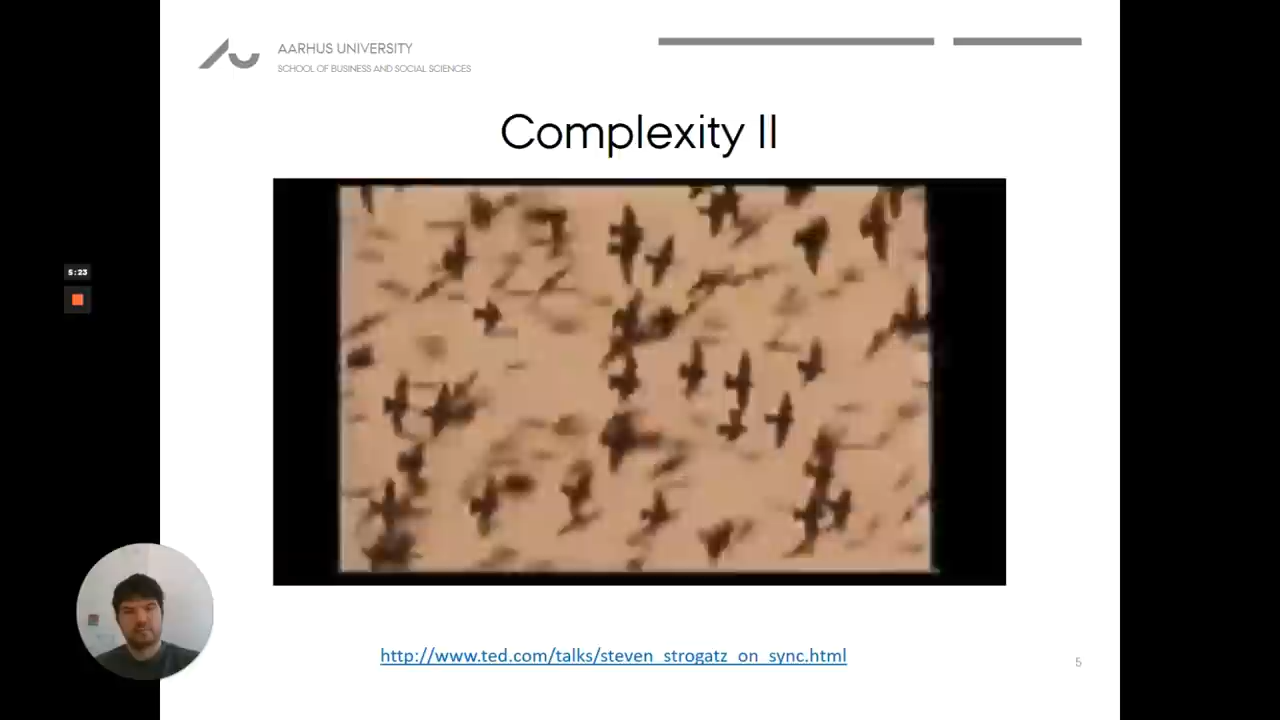 AARHUS UNIVERSITY
SCHOOL OF BUSINESS AND SOCIAL SCIENCES
Complexity II
5:23
http://www.ted.com/talks/steven_strogatz_on_sync.html
5